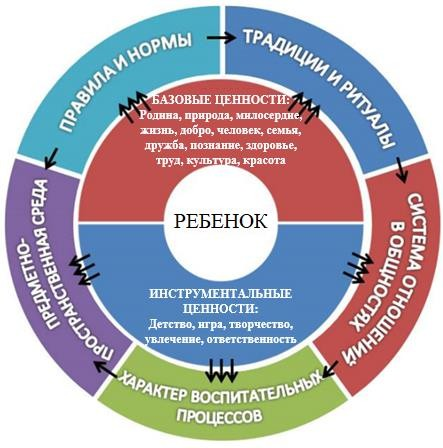 ПРАВИЛА И НОРМЫ
ТРАДИЦИИ И РИТУАЛЫ
БАЗОВЫЕ ЦЕННОСТИ:
Родина, природа, милосердие,
жизнь, добро, человек, семья,
дружба, познание, здоровье,
труд, культура, красота
РЕБЕНОК
ПРЕДМЕТНО-
ПРОСТРАНСТВЕННАЯ СРЕДА
СИСТЕМА ОТНОШЕНИЙ
В ОБЩНОСТЯХ
ИНСТРУМЕНТАЛЬНЫЕ
ЦЕННОСТИ:
Детство, игра, творчество,
увлечение, ответственность
ХАРАКТЕР ВОСПИТАТЕЛЬНЫХ
ПРОЦЕССОВ